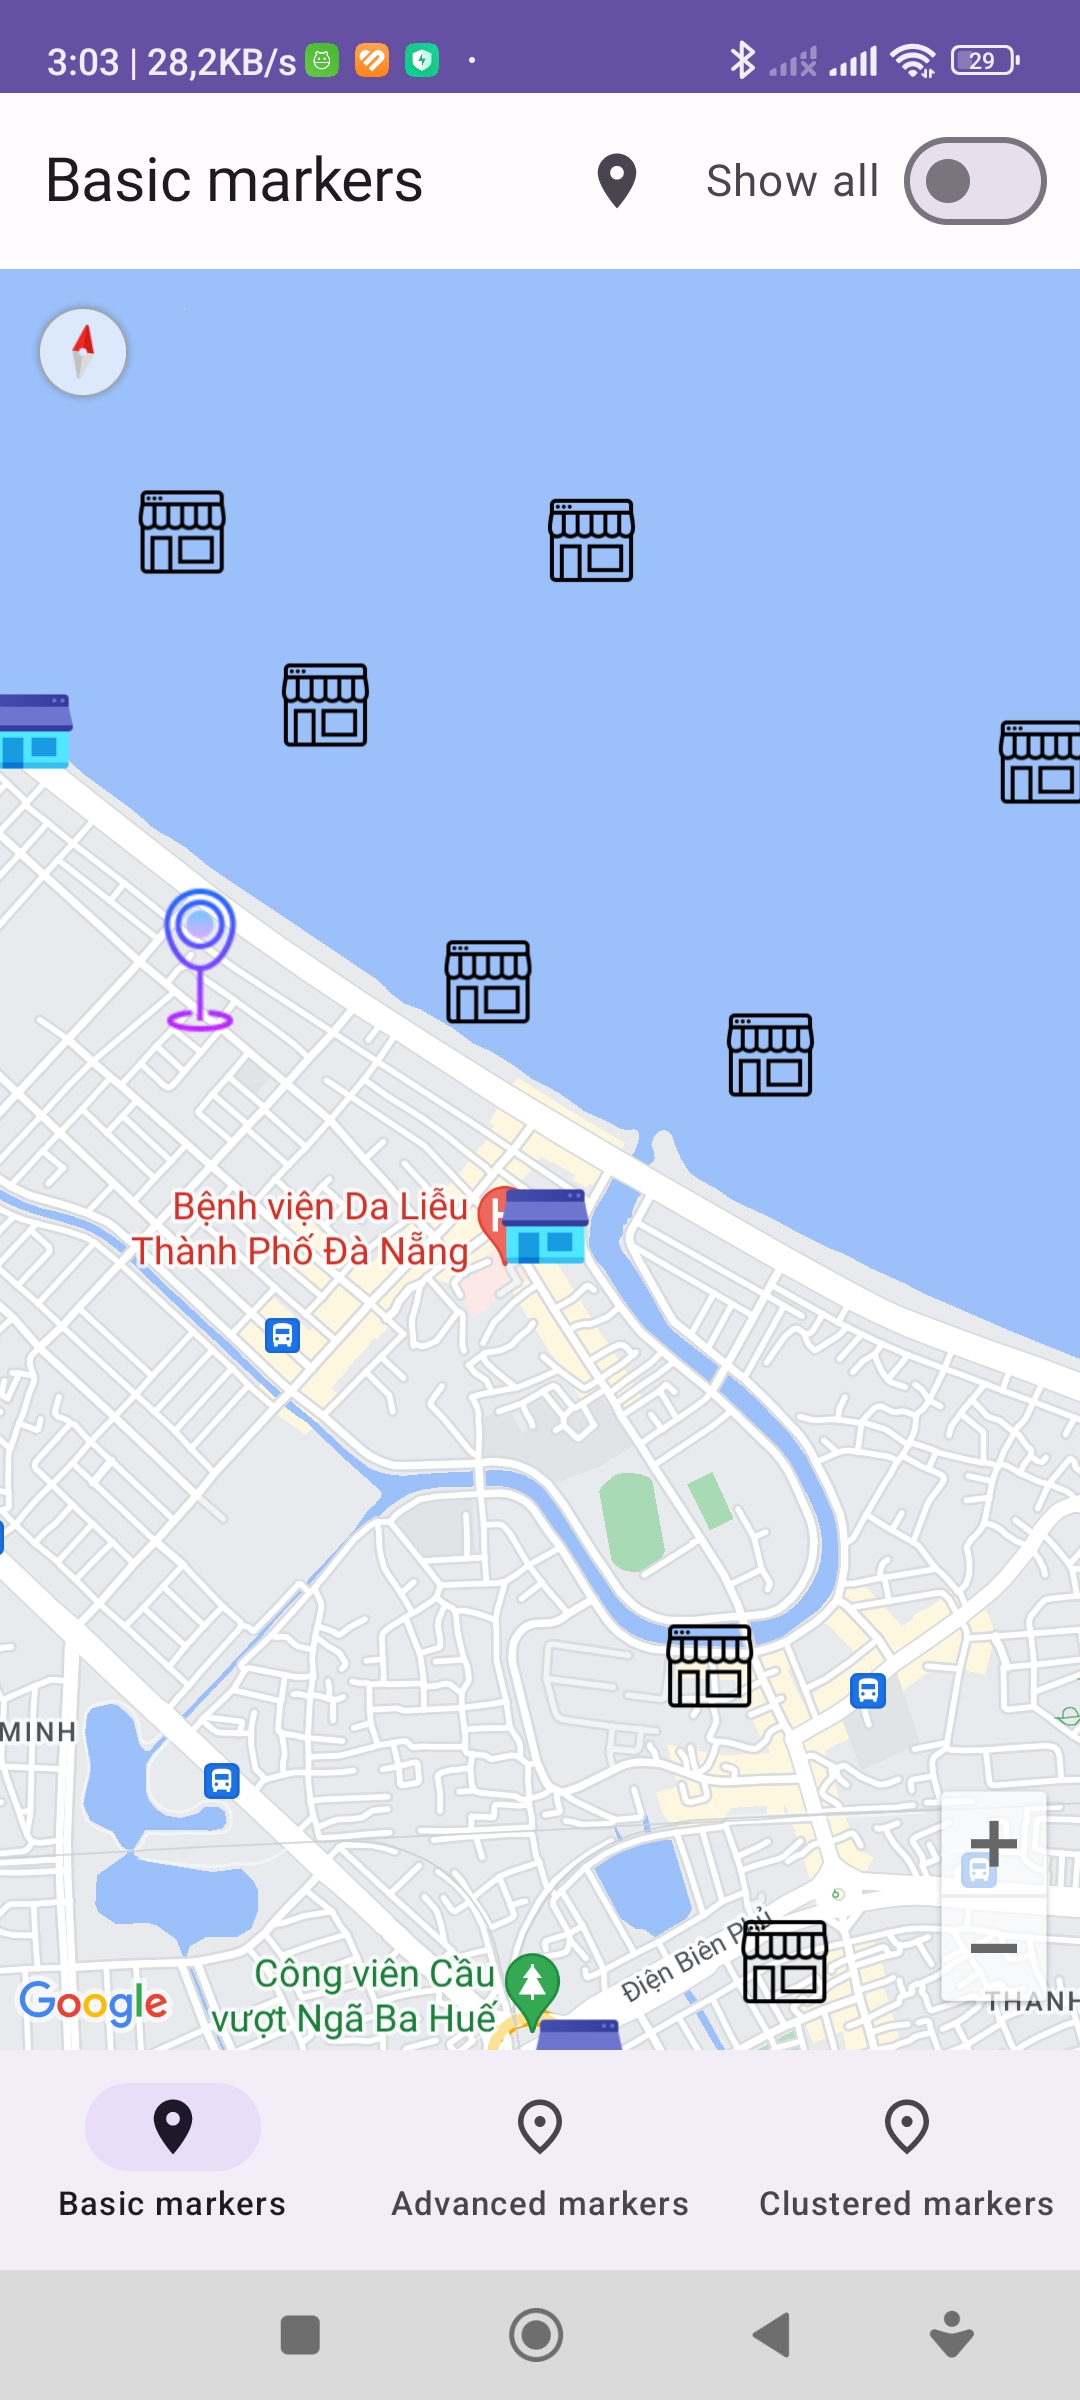 3:03 | 28,2KB/s
29
Basic markers
Show all
Bệnh viện Da Liễu
Thành Phố Đà Nẵng
MINH
Điện Biên Phủ
Công viên Cầu
vượt Ngã Ba Huế
THANH
Google
Basic markers
Advanced markers
Clustered markers